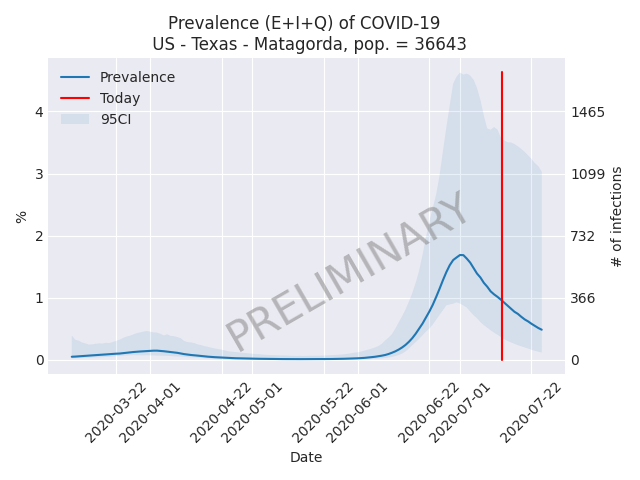 Prevalence (E+I+Q) of COVID-19
US - Texas - Matagorda, pop. = 36643
Prevalence
Today
95CI
4
3
2
1
0
%
1465
1099
732
366
0
# of infections
PRELIMINARY
2020-03-22
2020-04-01
2020-04-22
2020-05-01
2020-05-22
2020-06-01
2020-06-22
2020-07-01
2020-07-22
Date